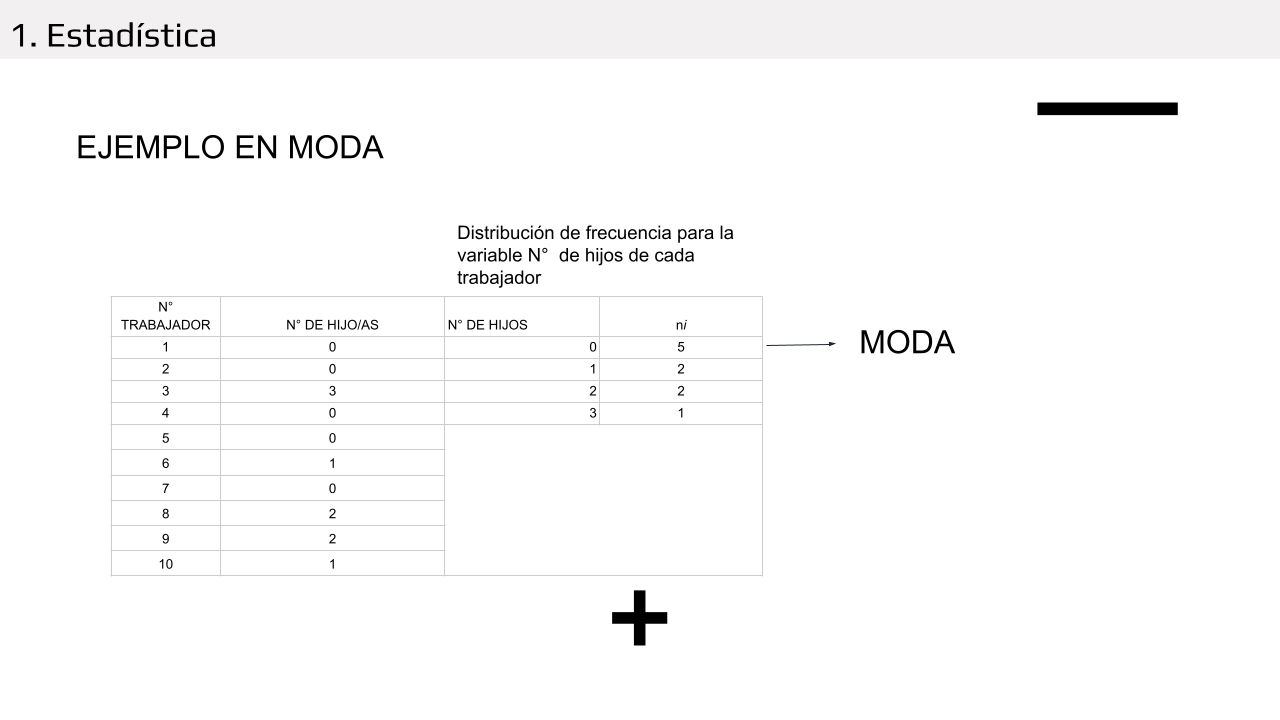 1. Estadística
EJEMPLO EN MODA
Distribución de frecuencia para la
variable N° de hijos de cada
trabajador
N°
TRABAJADOR N° DE HIJO/AS N° DE HIJOS ni
1 0 0 5
MODA
2 0 1 2
3 3 2 2
4 0 3 1
5 0
6 1
7 0
8 2
9 2
10 1